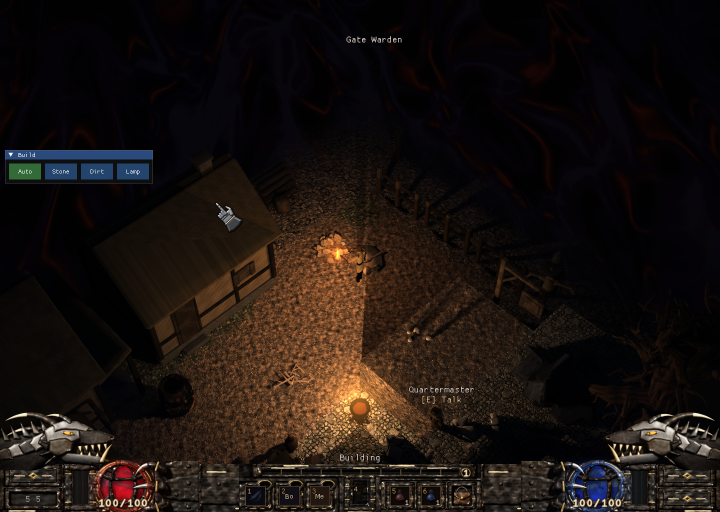 Gate Warden
Build
Auto Stone Dirt Lamp
Quartermaster
[E] Talk
Building
1
5 5
100/100
Bo
Me
100/100